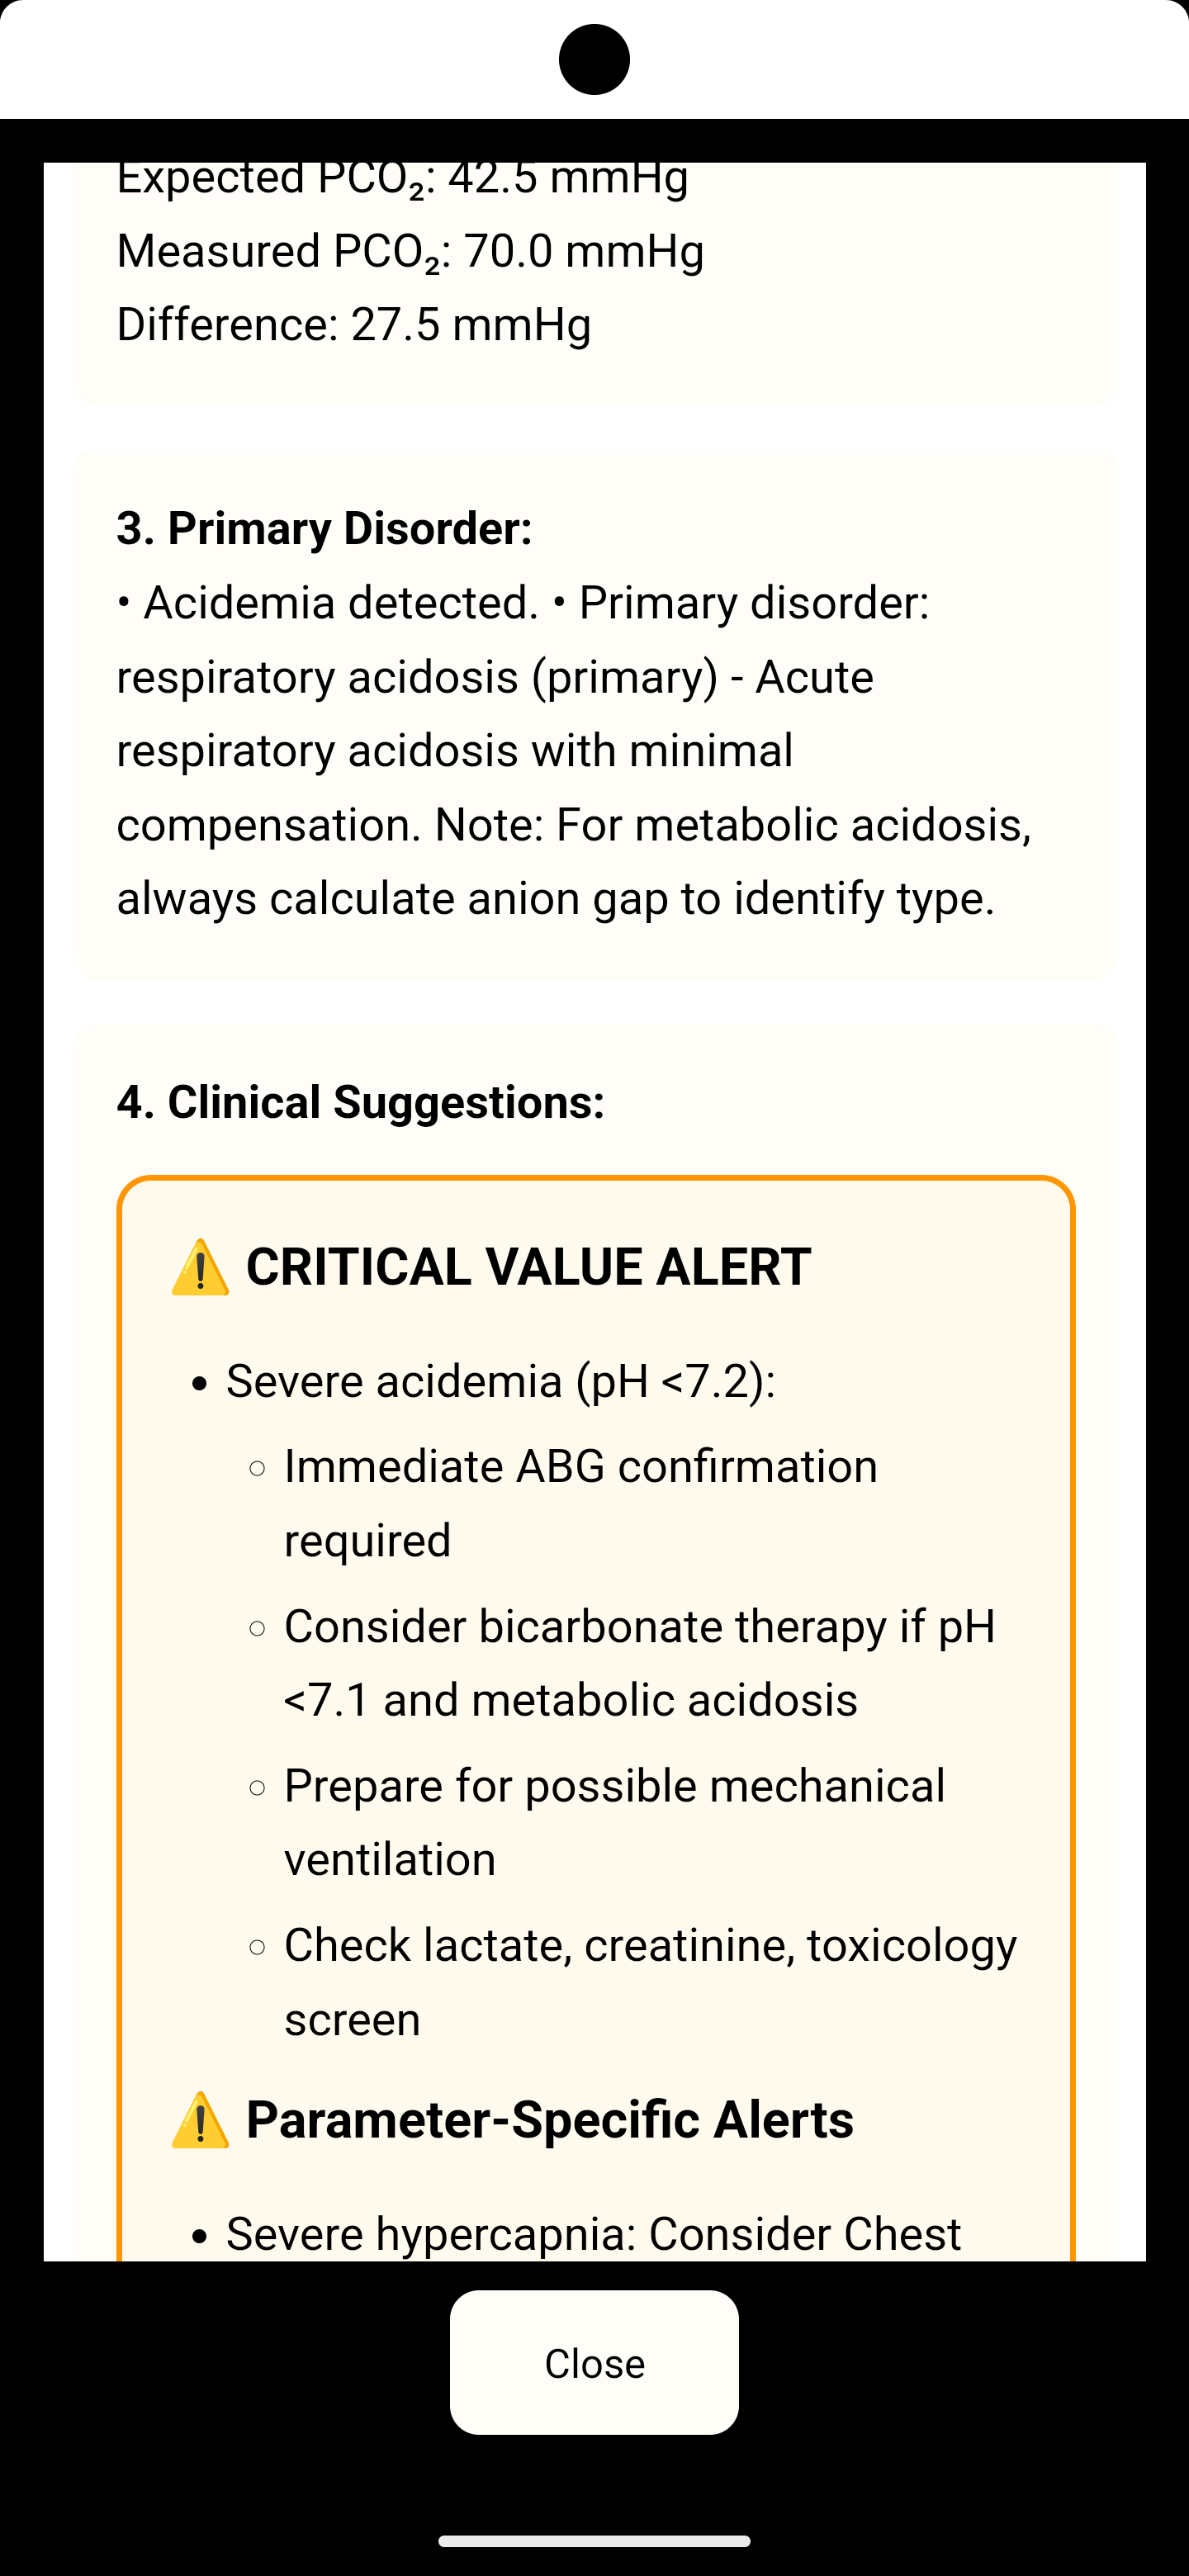 Expected PCO₂: 42.5 mmHg
Measured PCO₂: 70.0 mmHg
Difference: 27.5 mmHg
3. Primary Disorder:
• Acidemia detected. • Primary disorder:
respiratory acidosis (primary) - Acute
respiratory acidosis with minimal
compensation. Note: For metabolic acidosis,
always calculate anion gap to identify type.
4. Clinical Suggestions:
⚠️ CRITICAL VALUE ALERT
• Severe acidemia (pH <7.2):
◦ Immediate ABG confirmation
required
◦ Consider bicarbonate therapy if pH
<7.1 and metabolic acidosis
◦ Prepare for possible mechanical
ventilation
◦ Check lactate, creatinine, toxicology
screen
⚠️ Parameter-Specific Alerts
• Severe hypercapnia: Consider Chest
Close